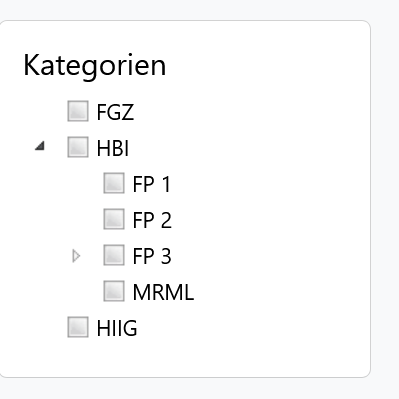 Kategorien
FGZ
HBI
FP 1
FP 2
FP 3
MRML
HIIG